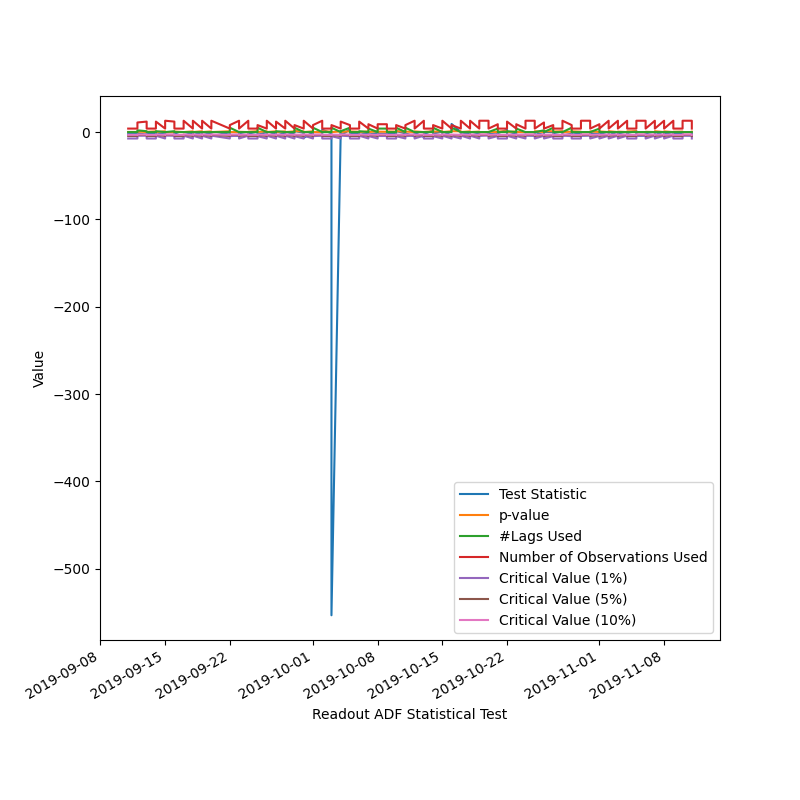 0
−100
−200
−300
−400
−500
Value
Test Statistic
p-value
#Lags Used
Number of Observations Used
Critical Value (1%)
Critical Value (5%)
Critical Value (10%)
2019-09-08
2019-09-15
2019-09-22
2019-10-01
2019-10-08
2019-10-15
2019-10-22
2019-11-01
2019-11-08
Readout ADF Statistical Test